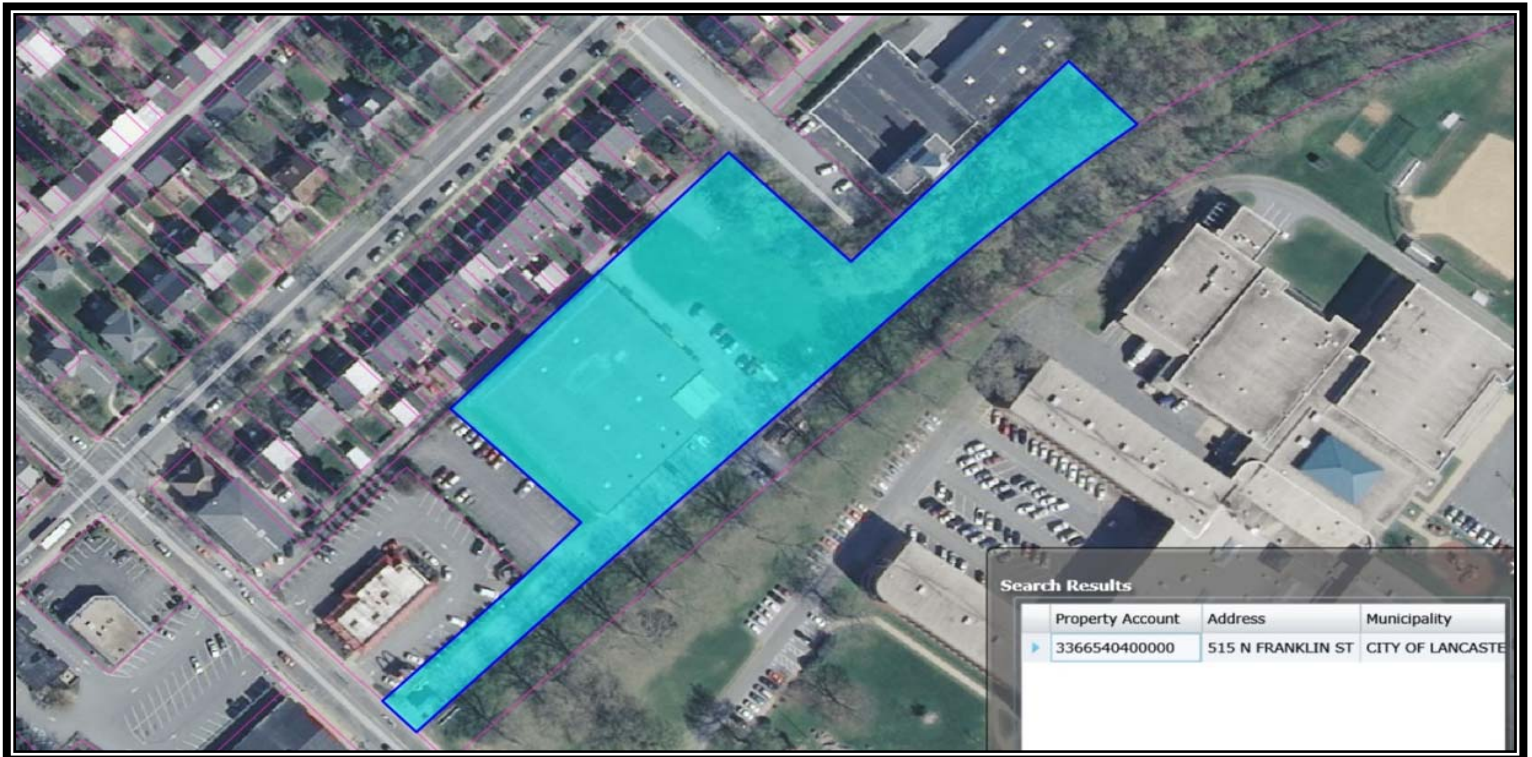 Search Results
Property Account Address Municipality
3366540400000 515 N FRANKLIN ST CITY OF LANCASTE